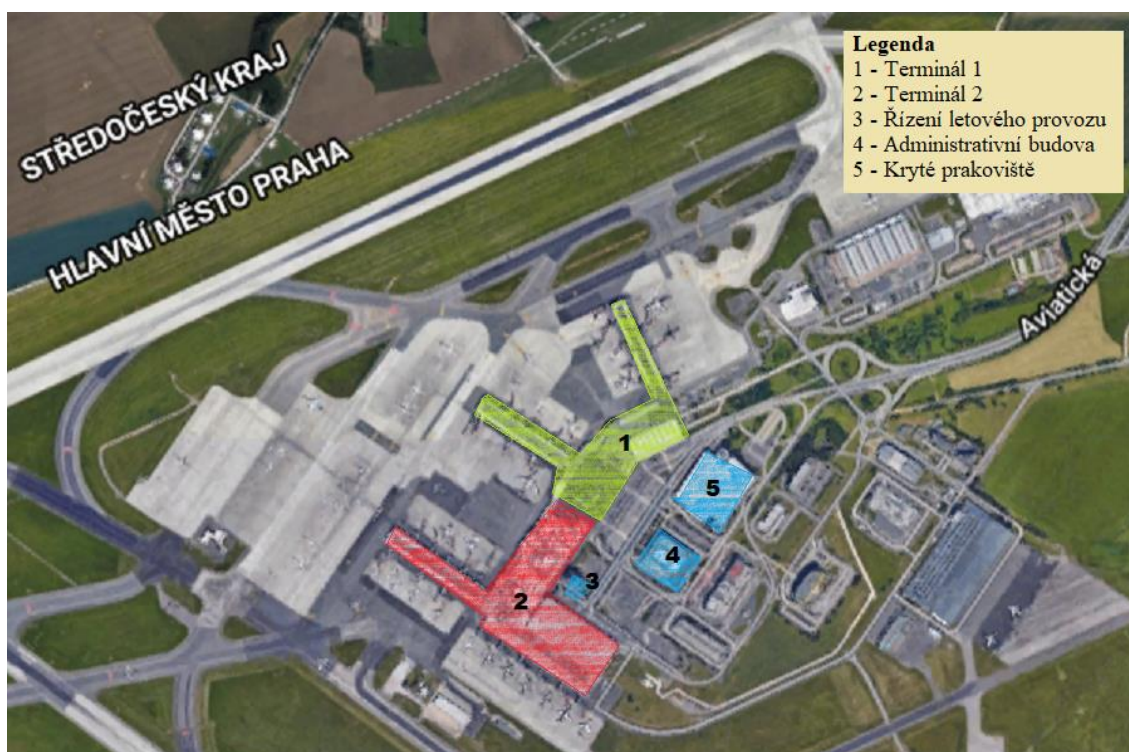 Legenda
1 - Terminál 1
2 - Terminál 2
3 - Řízení letového provozu
4 - Administrativní budova
5 - Kryté prakoviště
STŘEDOČESKÝ KRAJ
HLAVNÍ MĚSTO PRAHA
Aviatická
1
5
4
3
2